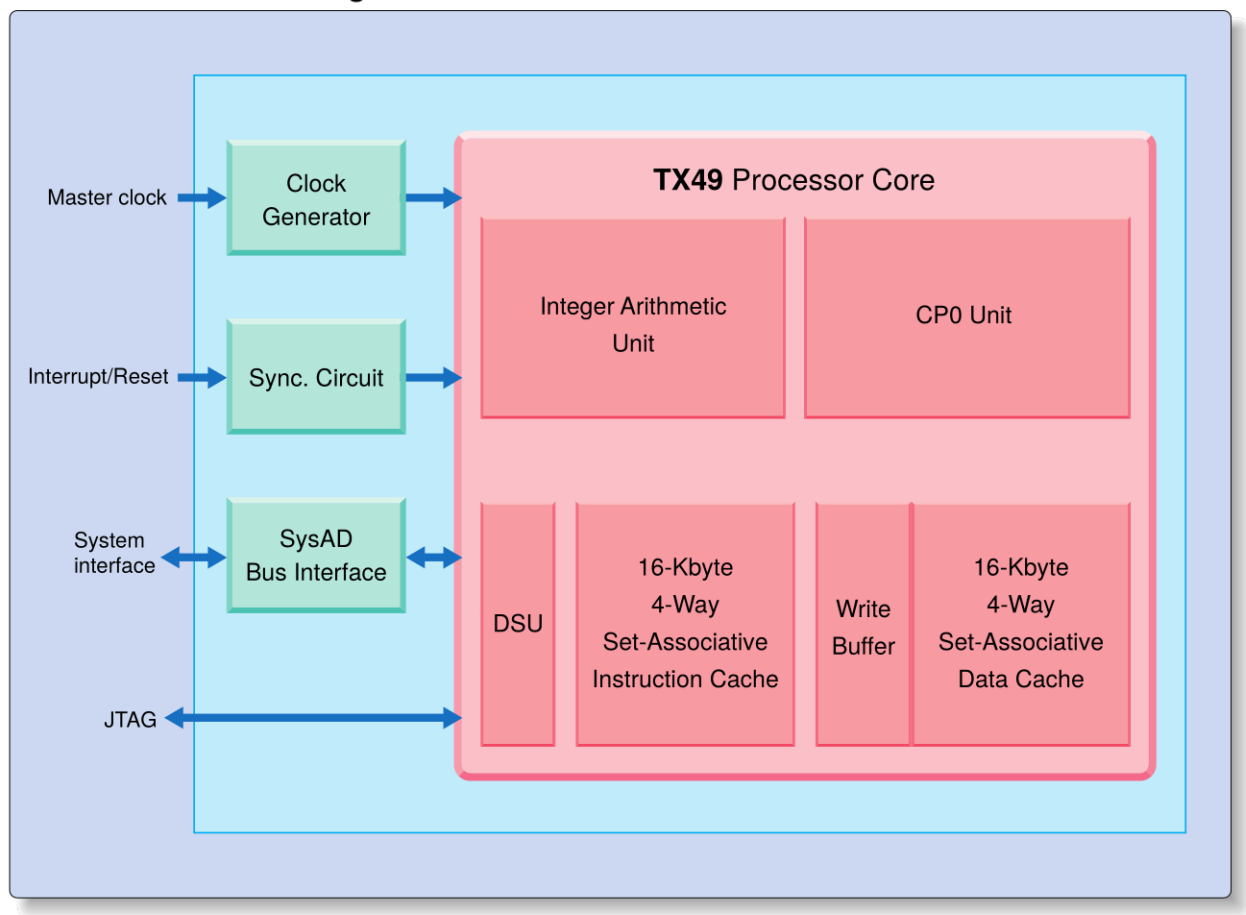 Master clock
Clock
Generator
TX49 Processor Core
Integer Arithmetic
Unit
CP0 Unit
Interrupt/Reset
Sync. Circuit
System
interface
SysAD
Bus Interface
DSU
16-Kbyte
4-Way
Set-Associative
Instruction Cache
Write
Buffer
16-Kbyte
4-Way
Set-Associative
Data Cache
JTAG